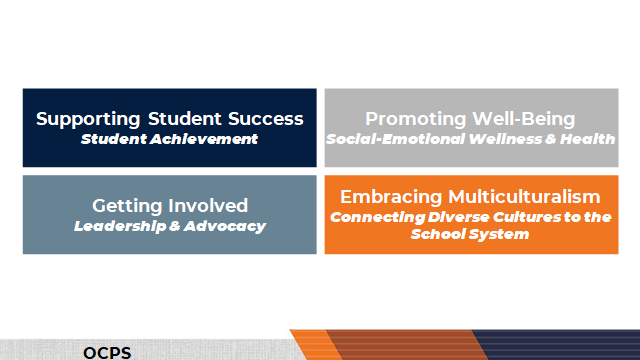 Supporting Student Success
Student Achievement
Promoting Well-Being
Social-Emotional Wellness & Health
Getting Involved
Leadership & Advocacy
Embracing Multiculturalism
Connecting Diverse Cultures to the
School System
OCPS